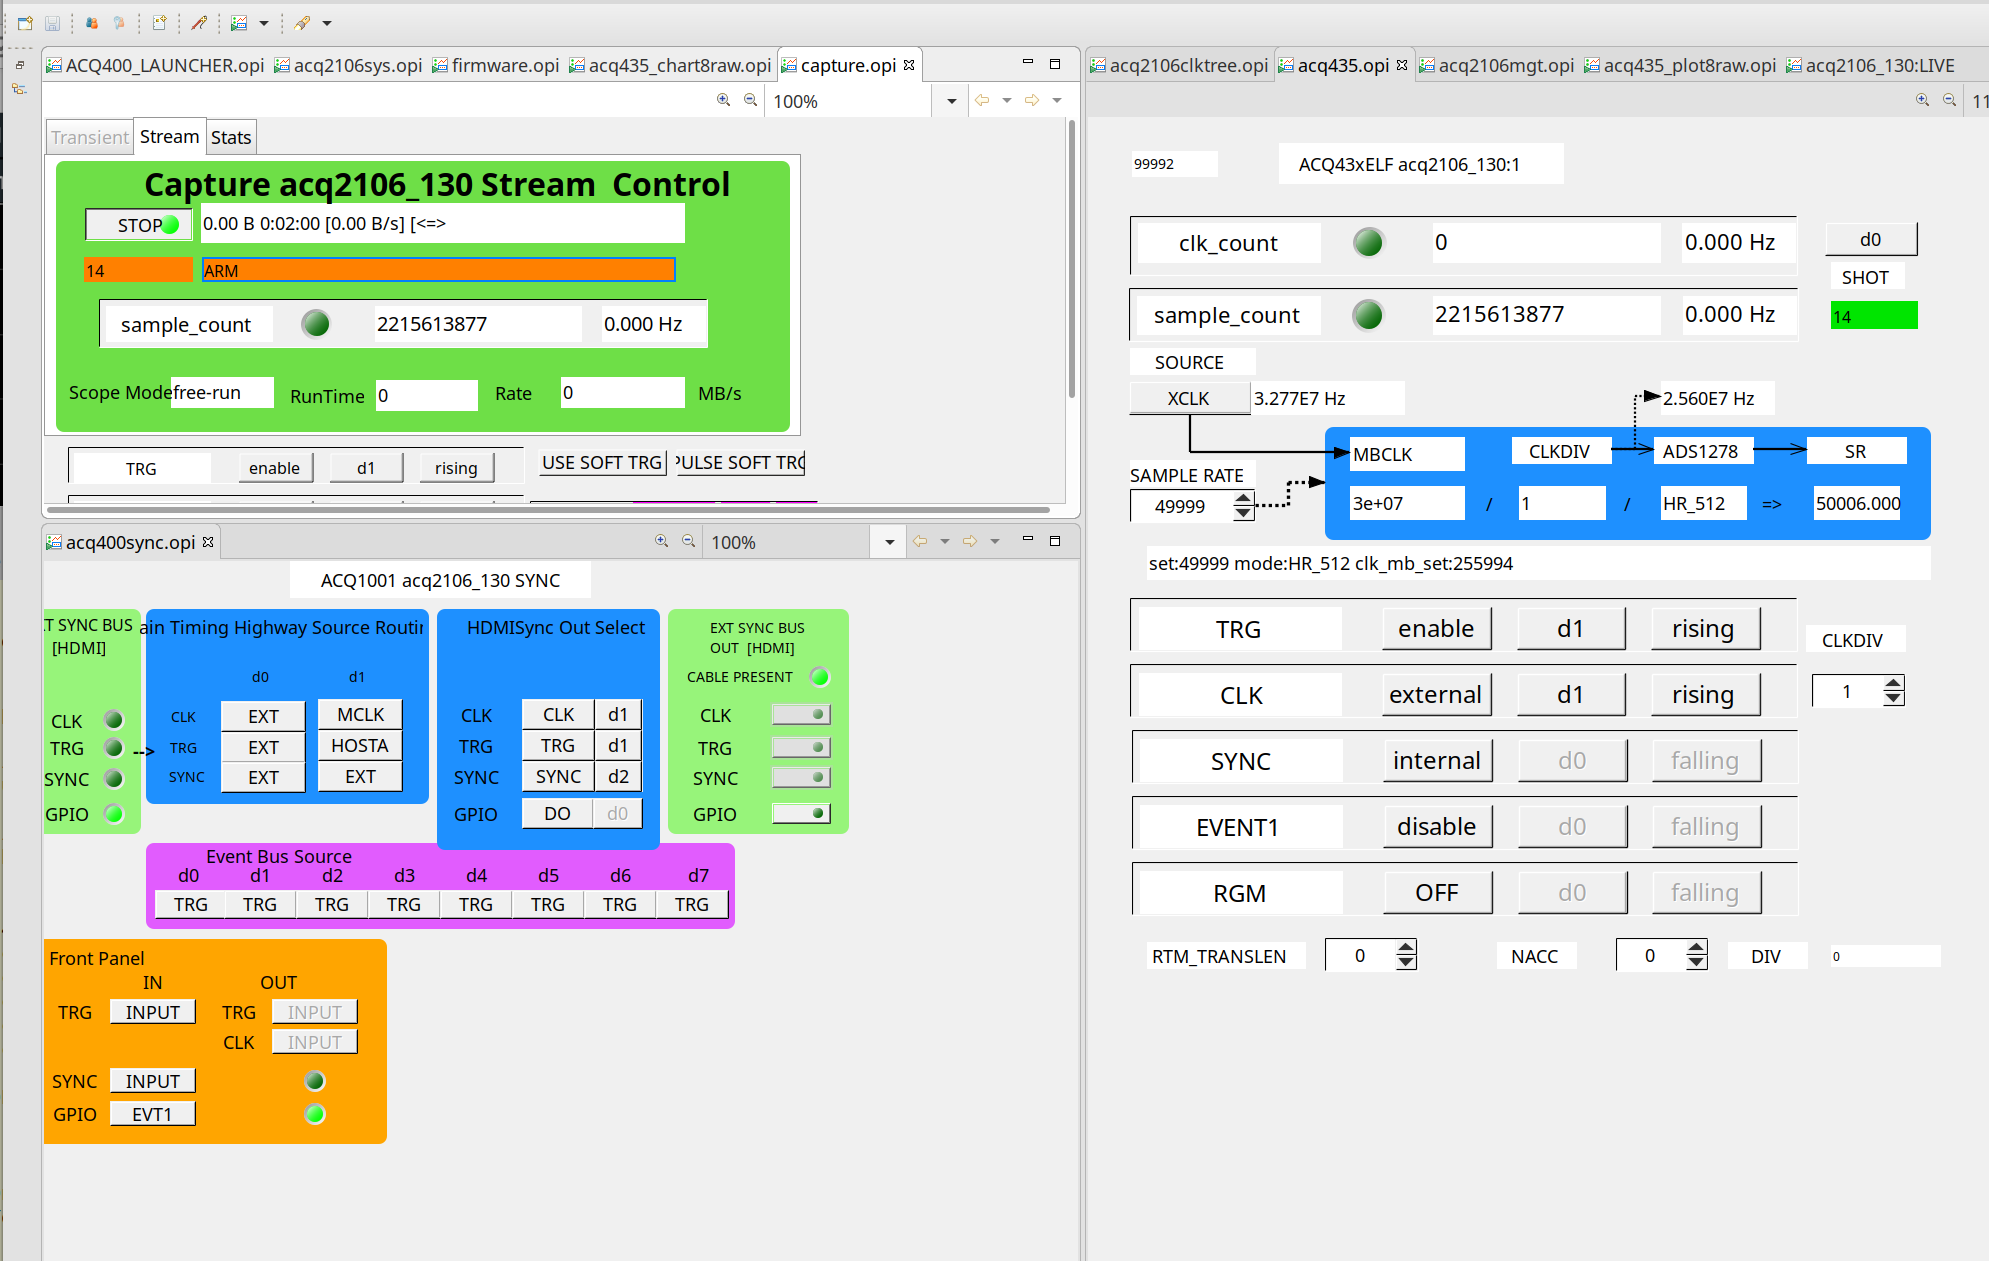 ACQ400_LAUNCHER.opi acq2106sys.opi firmware.opi acq435_chart8raw.opi capture.opi
100%
Transient Stream Stats
Capture acq2106_130 Stream Control
STOP 0.00 B 0:02:00 [0.00 B/s] [<=>
14 ARM
sample_count 2215613877 0.000 Hz
Scope Mode free-run RunTime 0 Rate 0 MB/s
TRG enable d1 rising USE SOFT TRG PULSE SOFT TRG
acq400sync.opi 100%
ACQ1001 acq2106_130 SYNC
T SYNC BUS
[HDMI]
CLK
TRG -->
SYNC
GPIO
ain Timing Highway Source Routin
d0 d1
CLK EXT MCLK
TRG EXT HOSTA
SYNC EXT EXT
HDMISync Out Select
CLK CLK d1
TRG TRG d1
SYNC SYNC d2
GPIO DO d0
EXT SYNC BUS
OUT [HDMI]
CABLE PRESENT
CLK
TRG
SYNC
GPIO
Event Bus Source
d0 d1 d2 d3 d4 d5 d6 d7
TRG TRG TRG TRG TRG TRG TRG TRG
Front Panel
IN OUT
TRG INPUT TRG INPUT
CLK INPUT
SYNC INPUT
GPIO EVT1
acq2106clktree.opi acq435.opi acq2106mgt.opi acq435_plot8raw.opi acq2106_130:LIVE
11
99992 ACQ43xELF acq2106_130:1
clk_count 0 0.000 Hz d0
SHOT
sample_count 2215613877 0.000 Hz 14
SOURCE
XCLK 3.277E7 Hz 2.560E7 Hz
MBCLK CLKDIV ADS1278 SR
SAMPLE RATE
49999 3e+07 / 1 / HR_512 => 50006.000
set:49999 mode:HR_512 clk_mb_set:255994
TRG enable d1 rising CLKDIV
CLK external d1 rising 1
SYNC internal d0 falling
EVENT1 disable d0 falling
RGM OFF d0 falling
RTM_TRANSLEN 0 NACC 0 DIV 0